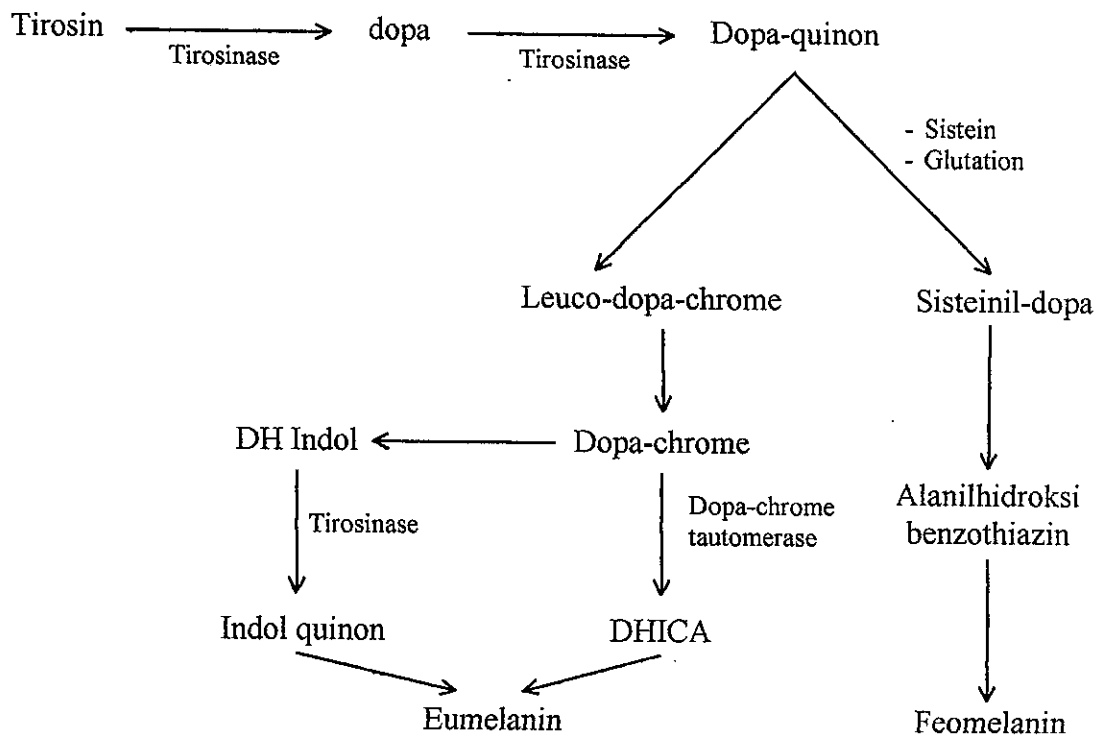 Tirosin
Tirosinase
dopa
Tirosinase
Dopa-quinon
- Sistein
- Glutation
Leuco-dopa-chrome
Sisteinil-dopa
DH Indol
Dopa-chrome
Tirosinase
Dopa-chrome
tautomerase
Alanilhidroksi
benzothiazin
Indol quinon
DHICA
Eumelanin
Feomelanin